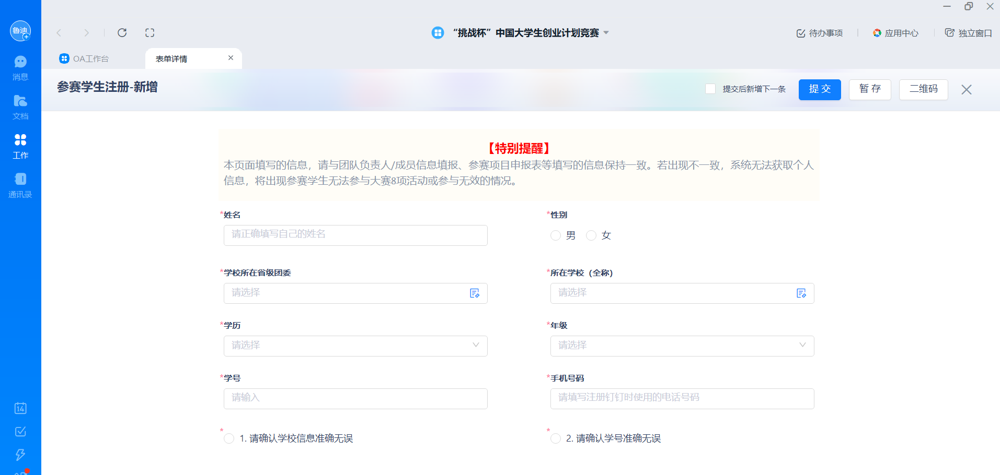 鲁迪
“挑战杯”中国大学生创业计划竞赛
待办事项
应用中心
独立窗口
OA工作台
表单详情
消息
文档
工作
通讯录
14
参赛学生注册-新增
提交后新增下一条
提 交
暂 存
二维码
【特别提醒】
本页面填写的信息，请与团队负责人/成员信息填报、参赛项目申报表等填写的信息保持一致。若出现不一致，系统无法获取个人
信息，将出现参赛学生无法参与大赛8项活动或参与无效的情况。
*姓名
请正确填写自己的姓名
*性别
男 女
*学校所在省级团委
请选择
*所在学校（全称）
请选择
*学历
请选择
*年级
请选择
*学号
请输入
*手机号码
请填写注册钉钉时使用的电话号码
* 1. 请确认学校信息准确无误
* 2. 请确认学号准确无误